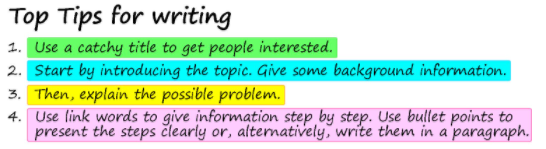 Top Tips for writing
1. Use a catchy title to get people interested.
2. Start by introducing the topic. Give some background information.
3. Then, explain the possible problem.
4. Use link words to give information step by step. Use bullet points to
present the steps clearly or, alternatively, write them in a paragraph.